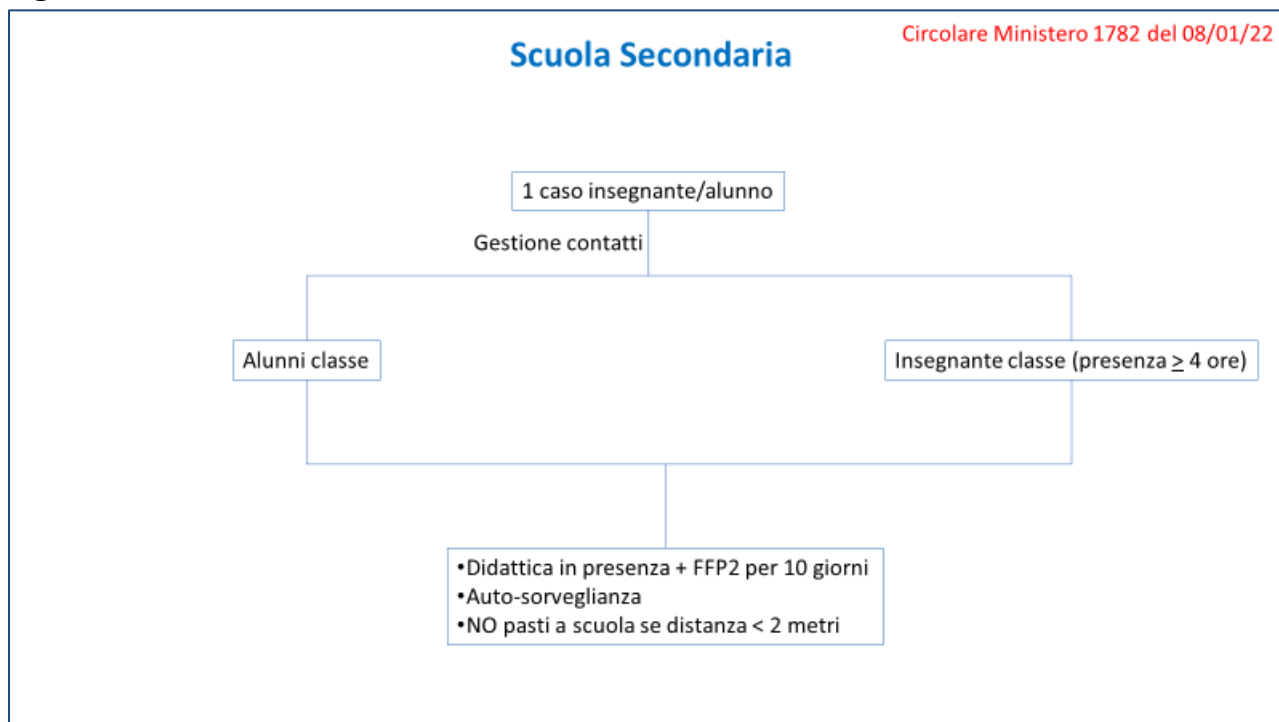 Circolare Ministero 1782 del 08/01/22
Scuola Secondaria
1 caso insegnante/alunno
Gestione contatti
Alunni classe
Insegnante classe (presenza ≥ 4 ore)
•Didattica in presenza + FFP2 per 10 giorni
•Auto-sorveglianza
•NO pasti a scuola se distanza < 2 metri